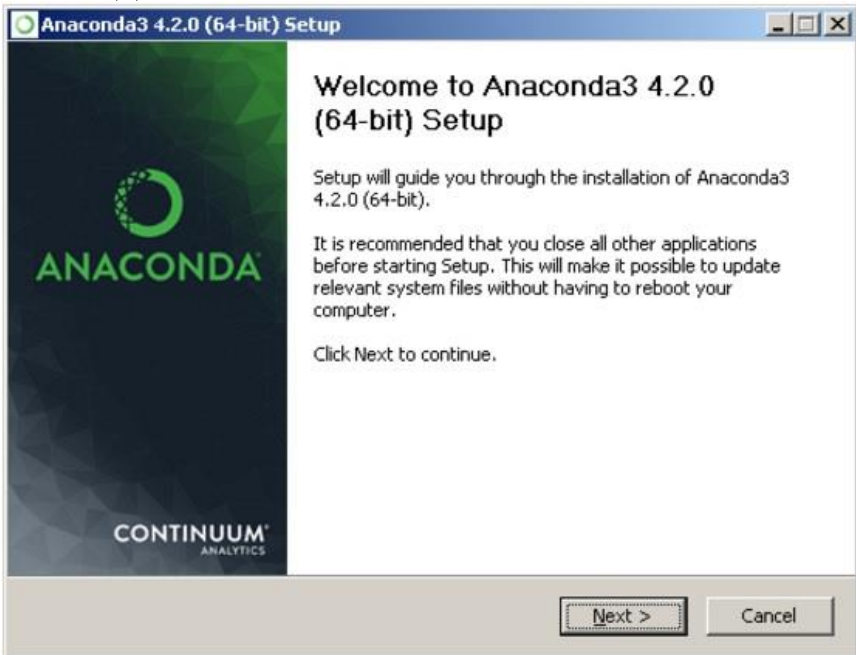 Anaconda3 4.2.0 (64-bit) Setup
Welcome to Anaconda3 4.2.0
(64-bit) Setup
Setup will guide you through the installation of Anaconda3
4.2.0 (64-bit).
It is recommended that you close all other applications
before starting Setup. This will make it possible to update
relevant system files without having to reboot your
computer.
Click Next to continue.
ANACONDA
CONTINUUM
ANALYTICS
Next >
Cancel